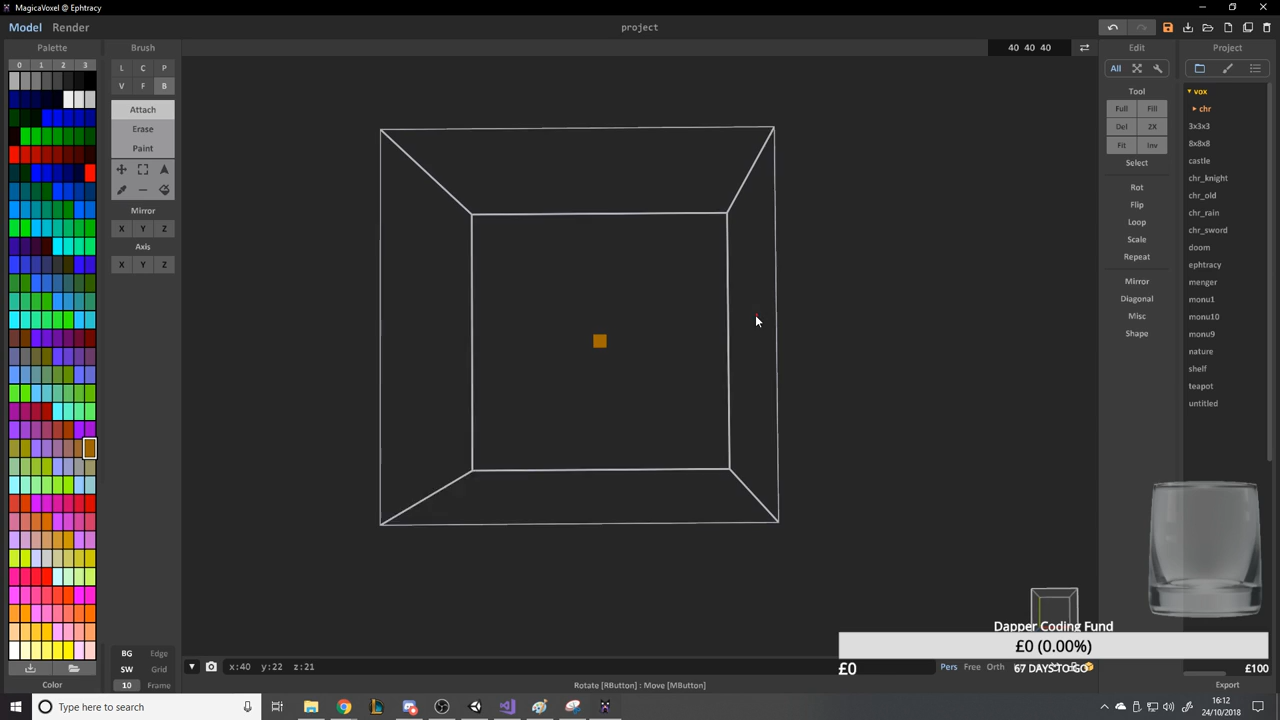 MagicaVoxel @ Ephtracy
Model Render
project
Palette
0 1 2 3
Color
Brush
L C P
V F B
Attach
Erase
Paint
Mirror
X Y Z
Axis
X Y Z
BG Edge
SW Grid
10 Frame
40 40 40
x:40 y:22 z:21
Pers Free Orth
Rotate [RButton] : Move [MButton]
Edit
All
Tool
Full Fill
Del 2X
Fit Inv
Select
Rot
Flip
Loop
Scale
Repeat
Mirror
Diagonal
Misc
Shape
Project
vox
chr
3x3x3
8x8x8
castle
chr_knight
chr_old
chr_rain
chr_sword
doom
ephtracy
menger
monu1
monu10
monu9
nature
shelf
teapot
untitled
Export
Dapper Coding Fund
£0 (0.00%)
£0 67 DAYS TO GO £100
Type here to search
16:12
24/10/2018